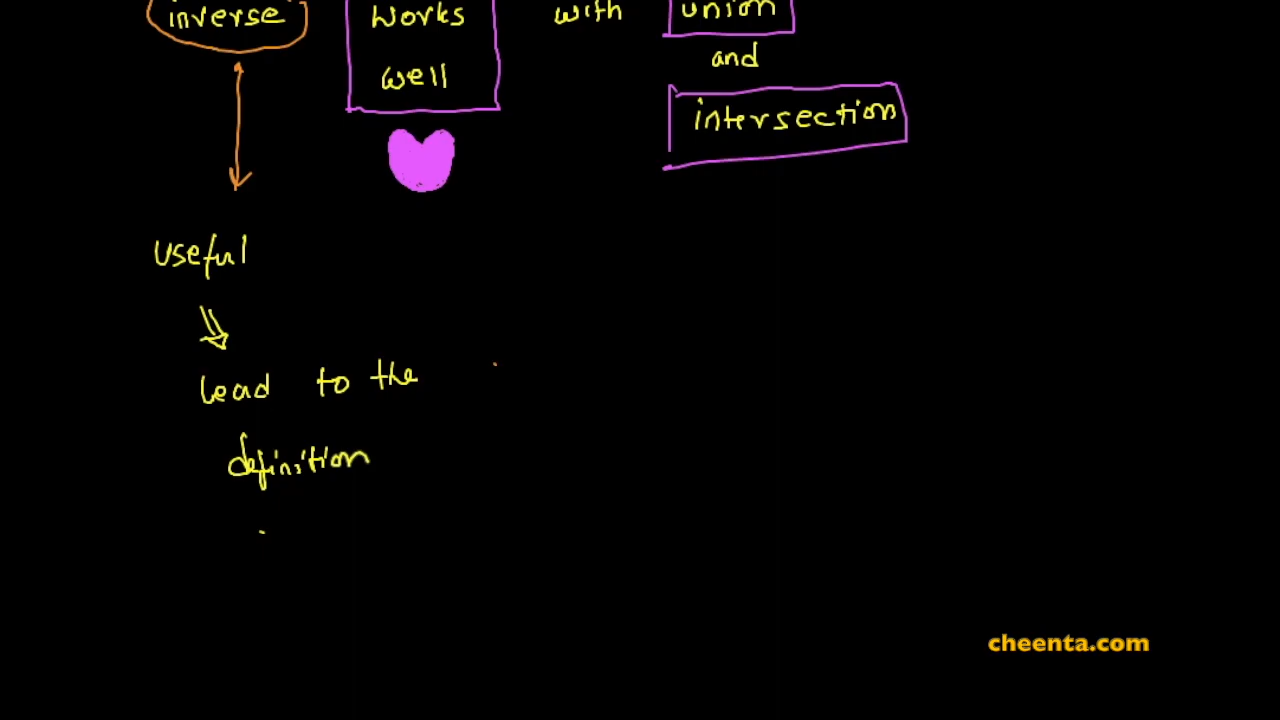 inverse works with union
well and
intersection
useful
⇒
lead to the
definition
cheenta.com